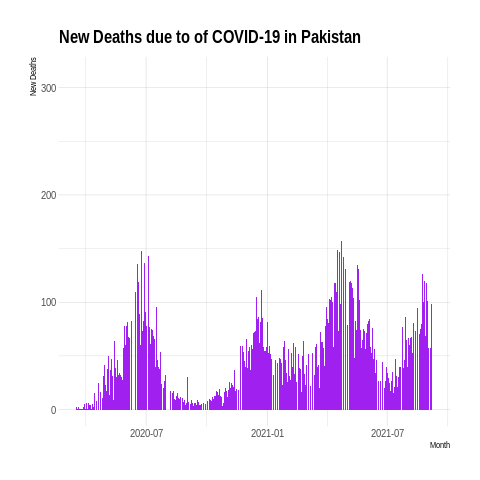 New Deaths due to of COVID-19 in Pakistan
New Deaths
300
200
100
0
2020-07
2021-01
2021-07
Month